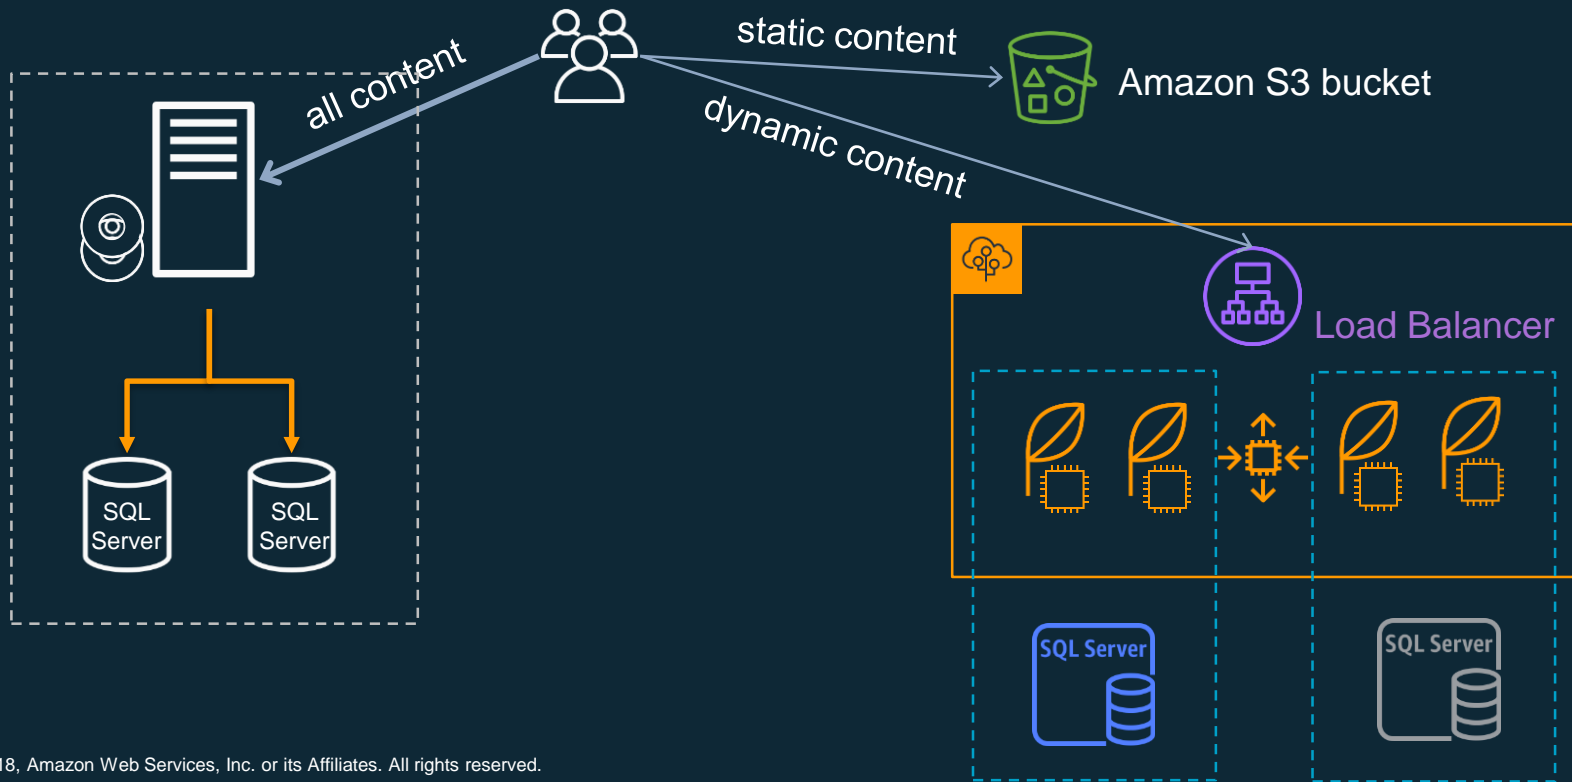 static content
all content
Amazon S3 bucket
dynamic content
Load Balancer
SQL
Server
SQL
Server
SQL Server
SQL Server
18, Amazon Web Services, Inc. or its Affiliates. All rights reserved.